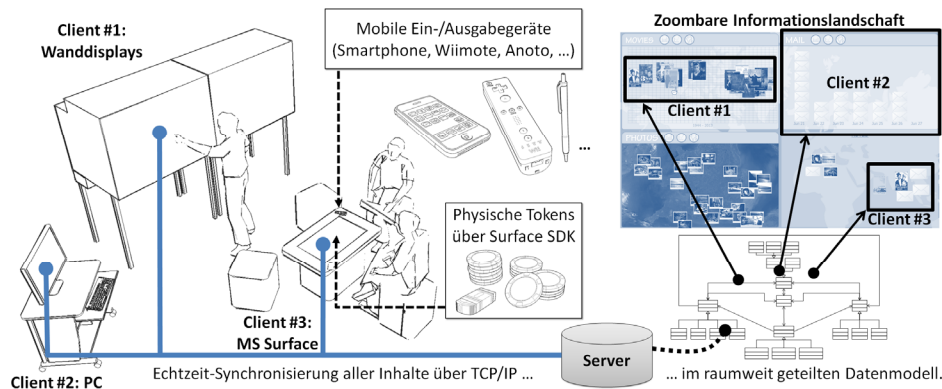 Client #1:
Wanddisplays
Mobile Ein-/Ausgabegeräte
(Smartphone, Wiimote, Anoto, …)
...
Physische Tokens
über Surface SDK
Client #3:
MS Surface
Client #2: PC
Echtzeit-Synchronisierung aller Inhalte über TCP/IP ...
Server
... im raumweit geteilten Datenmodell.
Zoombare Informationslandschaft
MOVIES
MAIL
Client #1
Client #2
PHOTOS
Client #3